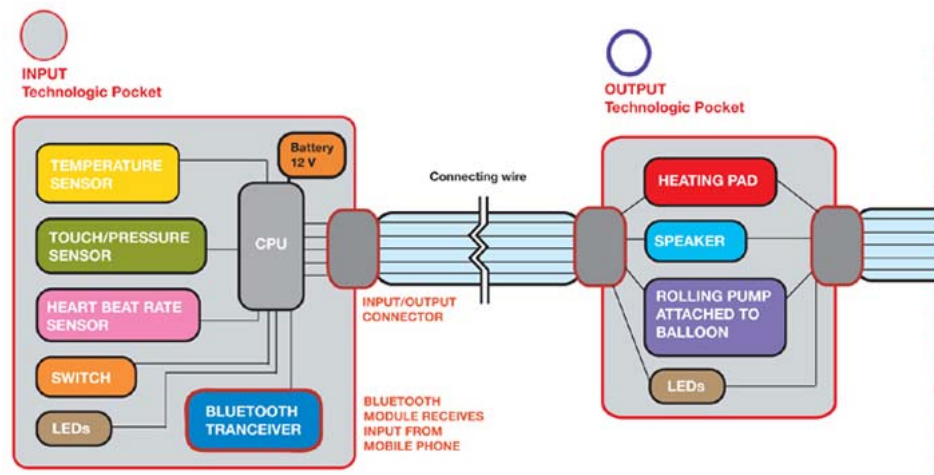 INPUT
Technologic Pocket
TEMPERATURE
SENSOR
Battery
12 V
TOUCH/PRESSURE
SENSOR
CPU
HEART BEAT RATE
SENSOR
SWITCH
LEDs
BLUETOOTH
TRANCEIVER
Connecting wire
INPUT/OUTPUT
CONNECTOR
BLUETOOTH
MODULE RECEIVES
INPUT FROM
MOBILE PHONE
OUTPUT
Technologic Pocket
HEATING PAD
SPEAKER
ROLLING PUMP
ATTACHED TO
BALLOON
LEDs